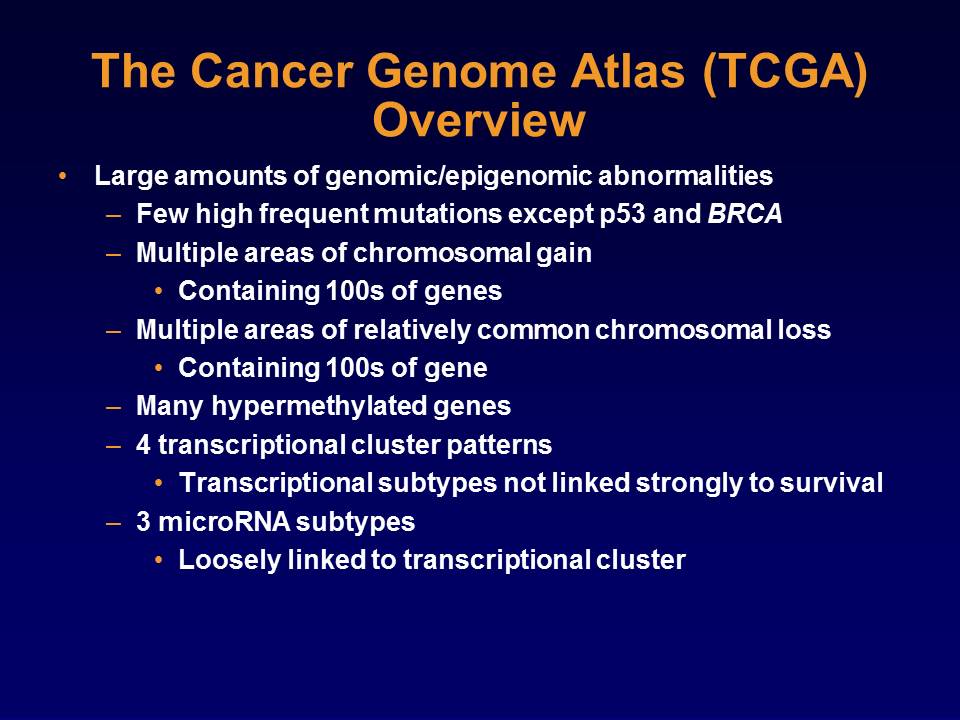 The Cancer Genome Atlas (TCGA)
Overview
• Large amounts of genomic/epigenomic abnormalities
– Few high frequent mutations except p53 and BRCA
– Multiple areas of chromosomal gain
• Containing 100s of genes
– Multiple areas of relatively common chromosomal loss
• Containing 100s of gene
– Many hypermethylated genes
– 4 transcriptional cluster patterns
• Transcriptional subtypes not linked strongly to survival
– 3 microRNA subtypes
• Loosely linked to transcriptional cluster